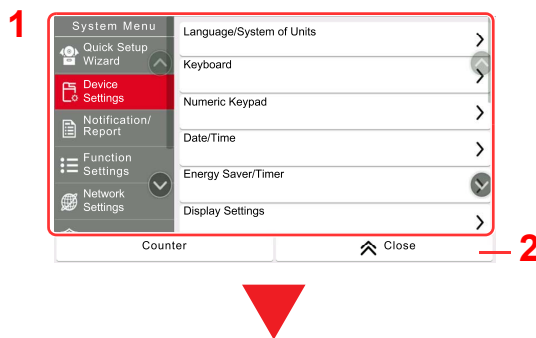 1
System Menu
Quick Setup
Wizard
Device
Settings
Notification/
Report
Function
Settings
Network
Settings
Language/System of Units
Keyboard
Numeric Keypad
Date/Time
Energy Saver/Timer
Display Settings
Counter
Close
2